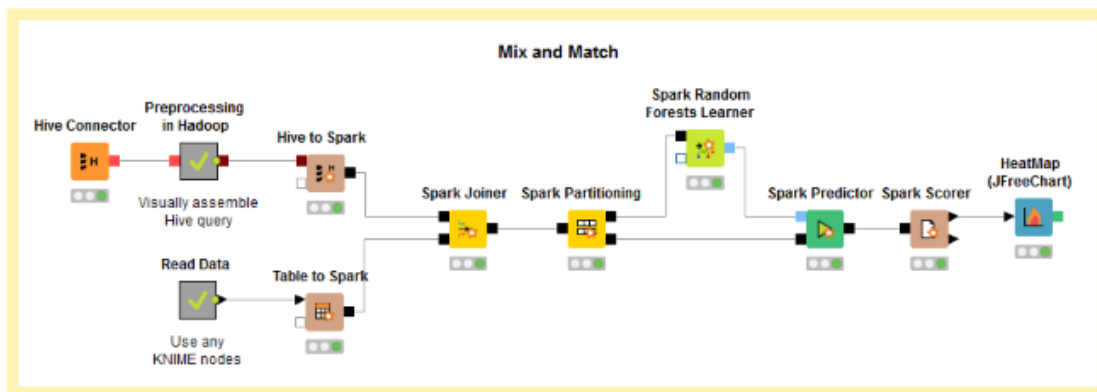 Mix and Match
Hive Connector
Preprocessing
in Hadoop
Visually assemble
Hive query
Hive to Spark
H
H
Read Data
Use any
KNIME nodes
Table to Spark
Spark Joiner
Spark Partitioning
Spark Random
Forests Learner
Spark Predictor
Spark Scorer
HeatMap
(JFreeChart)